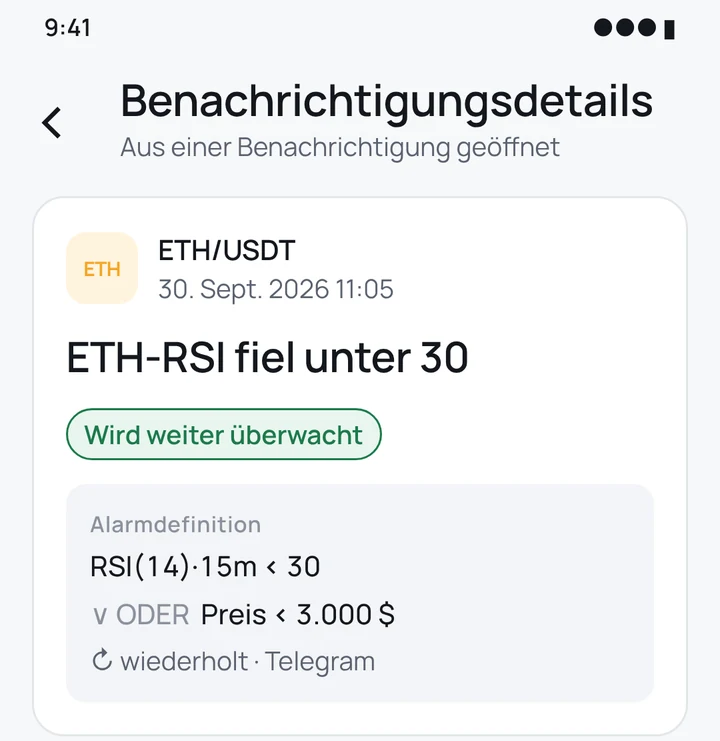 9:41
Benachrichtigungsdetails
Aus einer Benachrichtigung geöffnet
ETH
ETH/USDT
30. Sept. 2026 11:05
ETH-RSI fiel unter 30
Wird weiter überwacht
Alarmdefinition
RSI(14)·15m < 30
∨ ODER Preis < 3.000 $
↻ wiederholt · Telegram